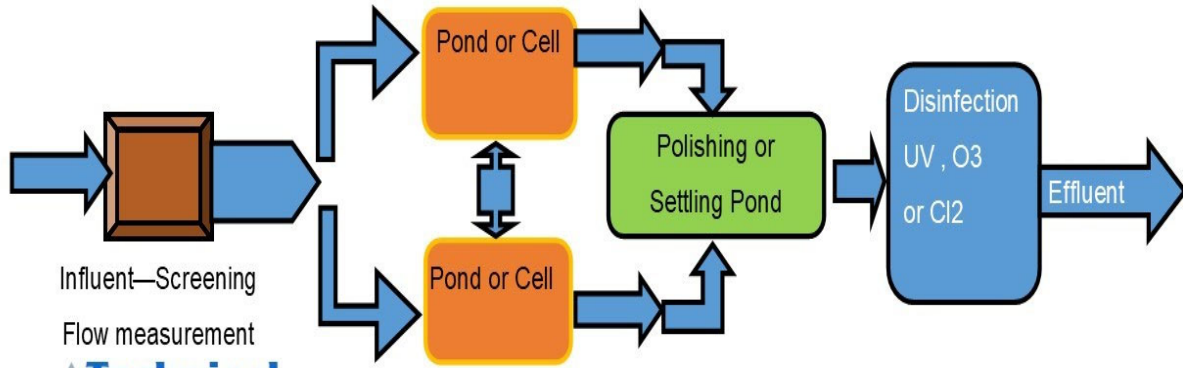 Pond or Cell
Disinfection
UV , O3
or Cl2
Polishing or
Settling Pond
Effluent
Pond or Cell
Influent—Screening
Flow measurement